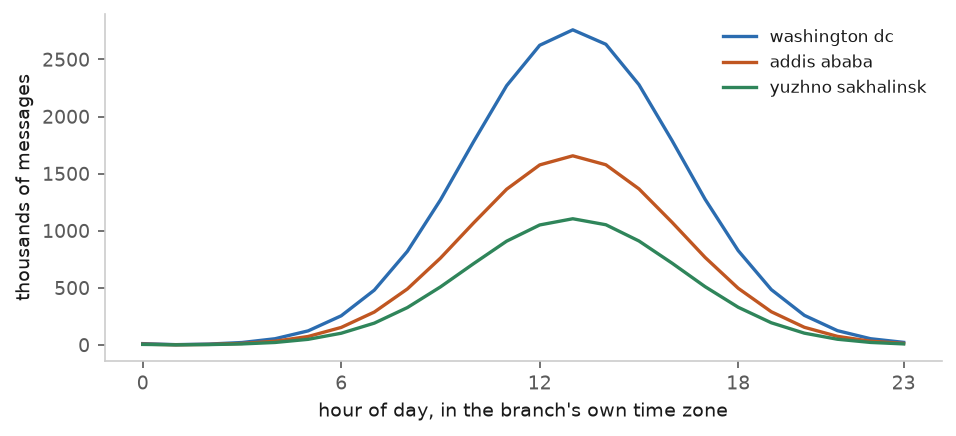 thousands of messages
2500
2000
1500
1000
500
0
washington dc
addis ababa
yuzhno sakhalinsk
0 6 12 18 23
hour of day, in the branch's own time zone